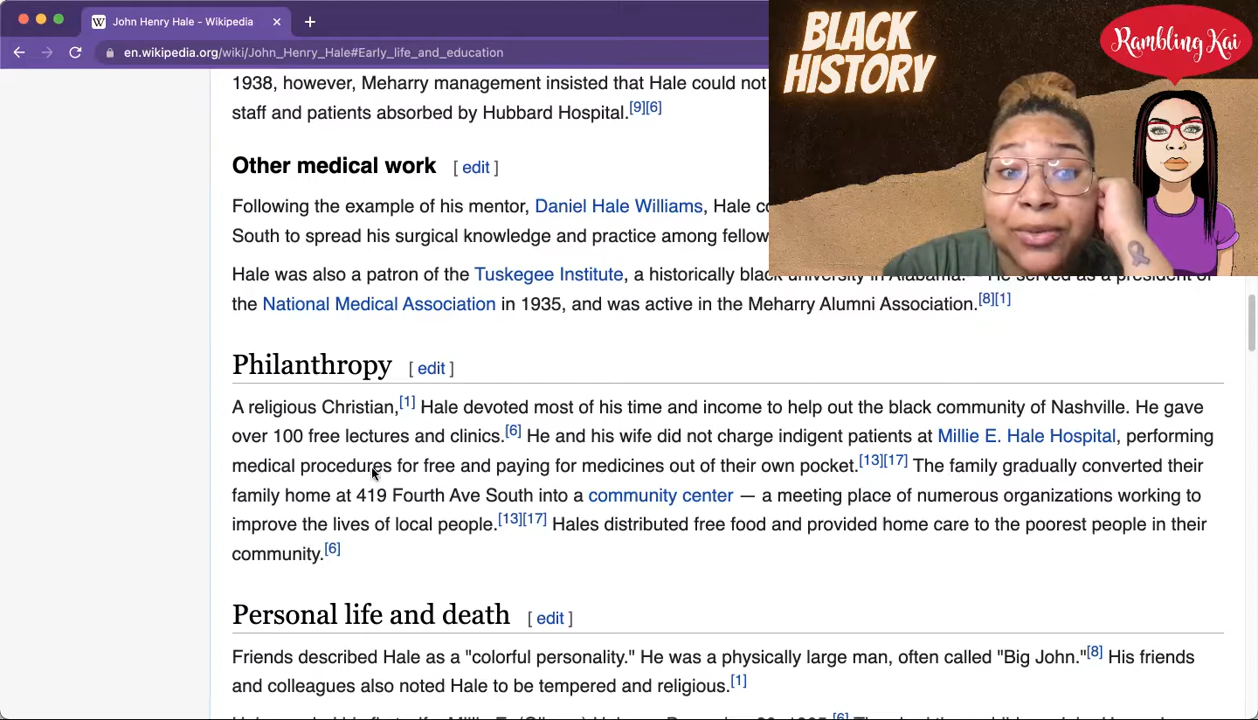 John Henry Hale - Wikipedia
en.wikipedia.org/wiki/John_Henry_Hale#Early_life_and_education
BLACK
HISTORY
Rambling Kai
1938, however, Meharry management insisted that Hale could not
staff and patients absorbed by Hubbard Hospital.[9][6]
Other medical work [ edit ]
Following the example of his mentor, Daniel Hale Williams, Hale
South to spread his surgical knowledge and practice among fellow
Hale was also a patron of the Tuskegee Institute, a historically black university in Alabama. He served as a president of
the National Medical Association in 1935, and was active in the Meharry Alumni Association.[8][1]
Philanthropy [ edit ]
A religious Christian,[1] Hale devoted most of his time and income to help out the black community of Nashville. He gave
over 100 free lectures and clinics.[6] He and his wife did not charge indigent patients at Millie E. Hale Hospital, performing
medical procedures for free and paying for medicines out of their own pocket.[13][17] The family gradually converted their
family home at 419 Fourth Ave South into a community center — a meeting place of numerous organizations working to
improve the lives of local people.[13][17] Hales distributed free food and provided home care to the poorest people in their
community.[6]
Personal life and death [ edit ]
Friends described Hale as a "colorful personality." He was a physically large man, often called "Big John."[8] His friends
and colleagues also noted Hale to be tempered and religious.[1]